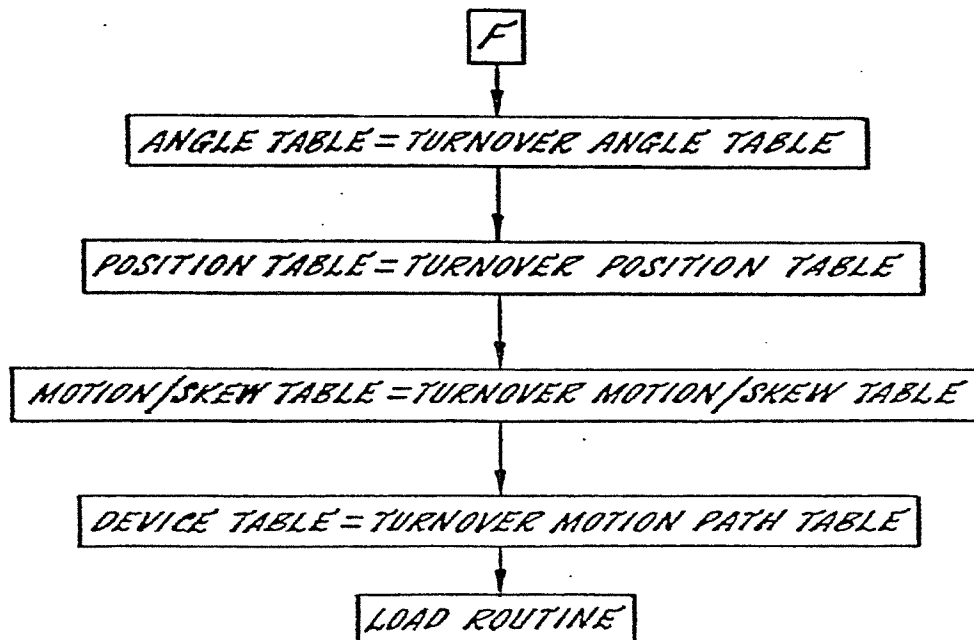 F
ANGLE TABLE = TURNOVER ANGLE TABLE
POSITION TABLE = TURNOVER POSITION TABLE
MOTION/SKEW TABLE = TURNOVER MOTION/SKEW TABLE
DEVICE TABLE = TURNOVER MOTION PATH TABLE
LOAD ROUTINE